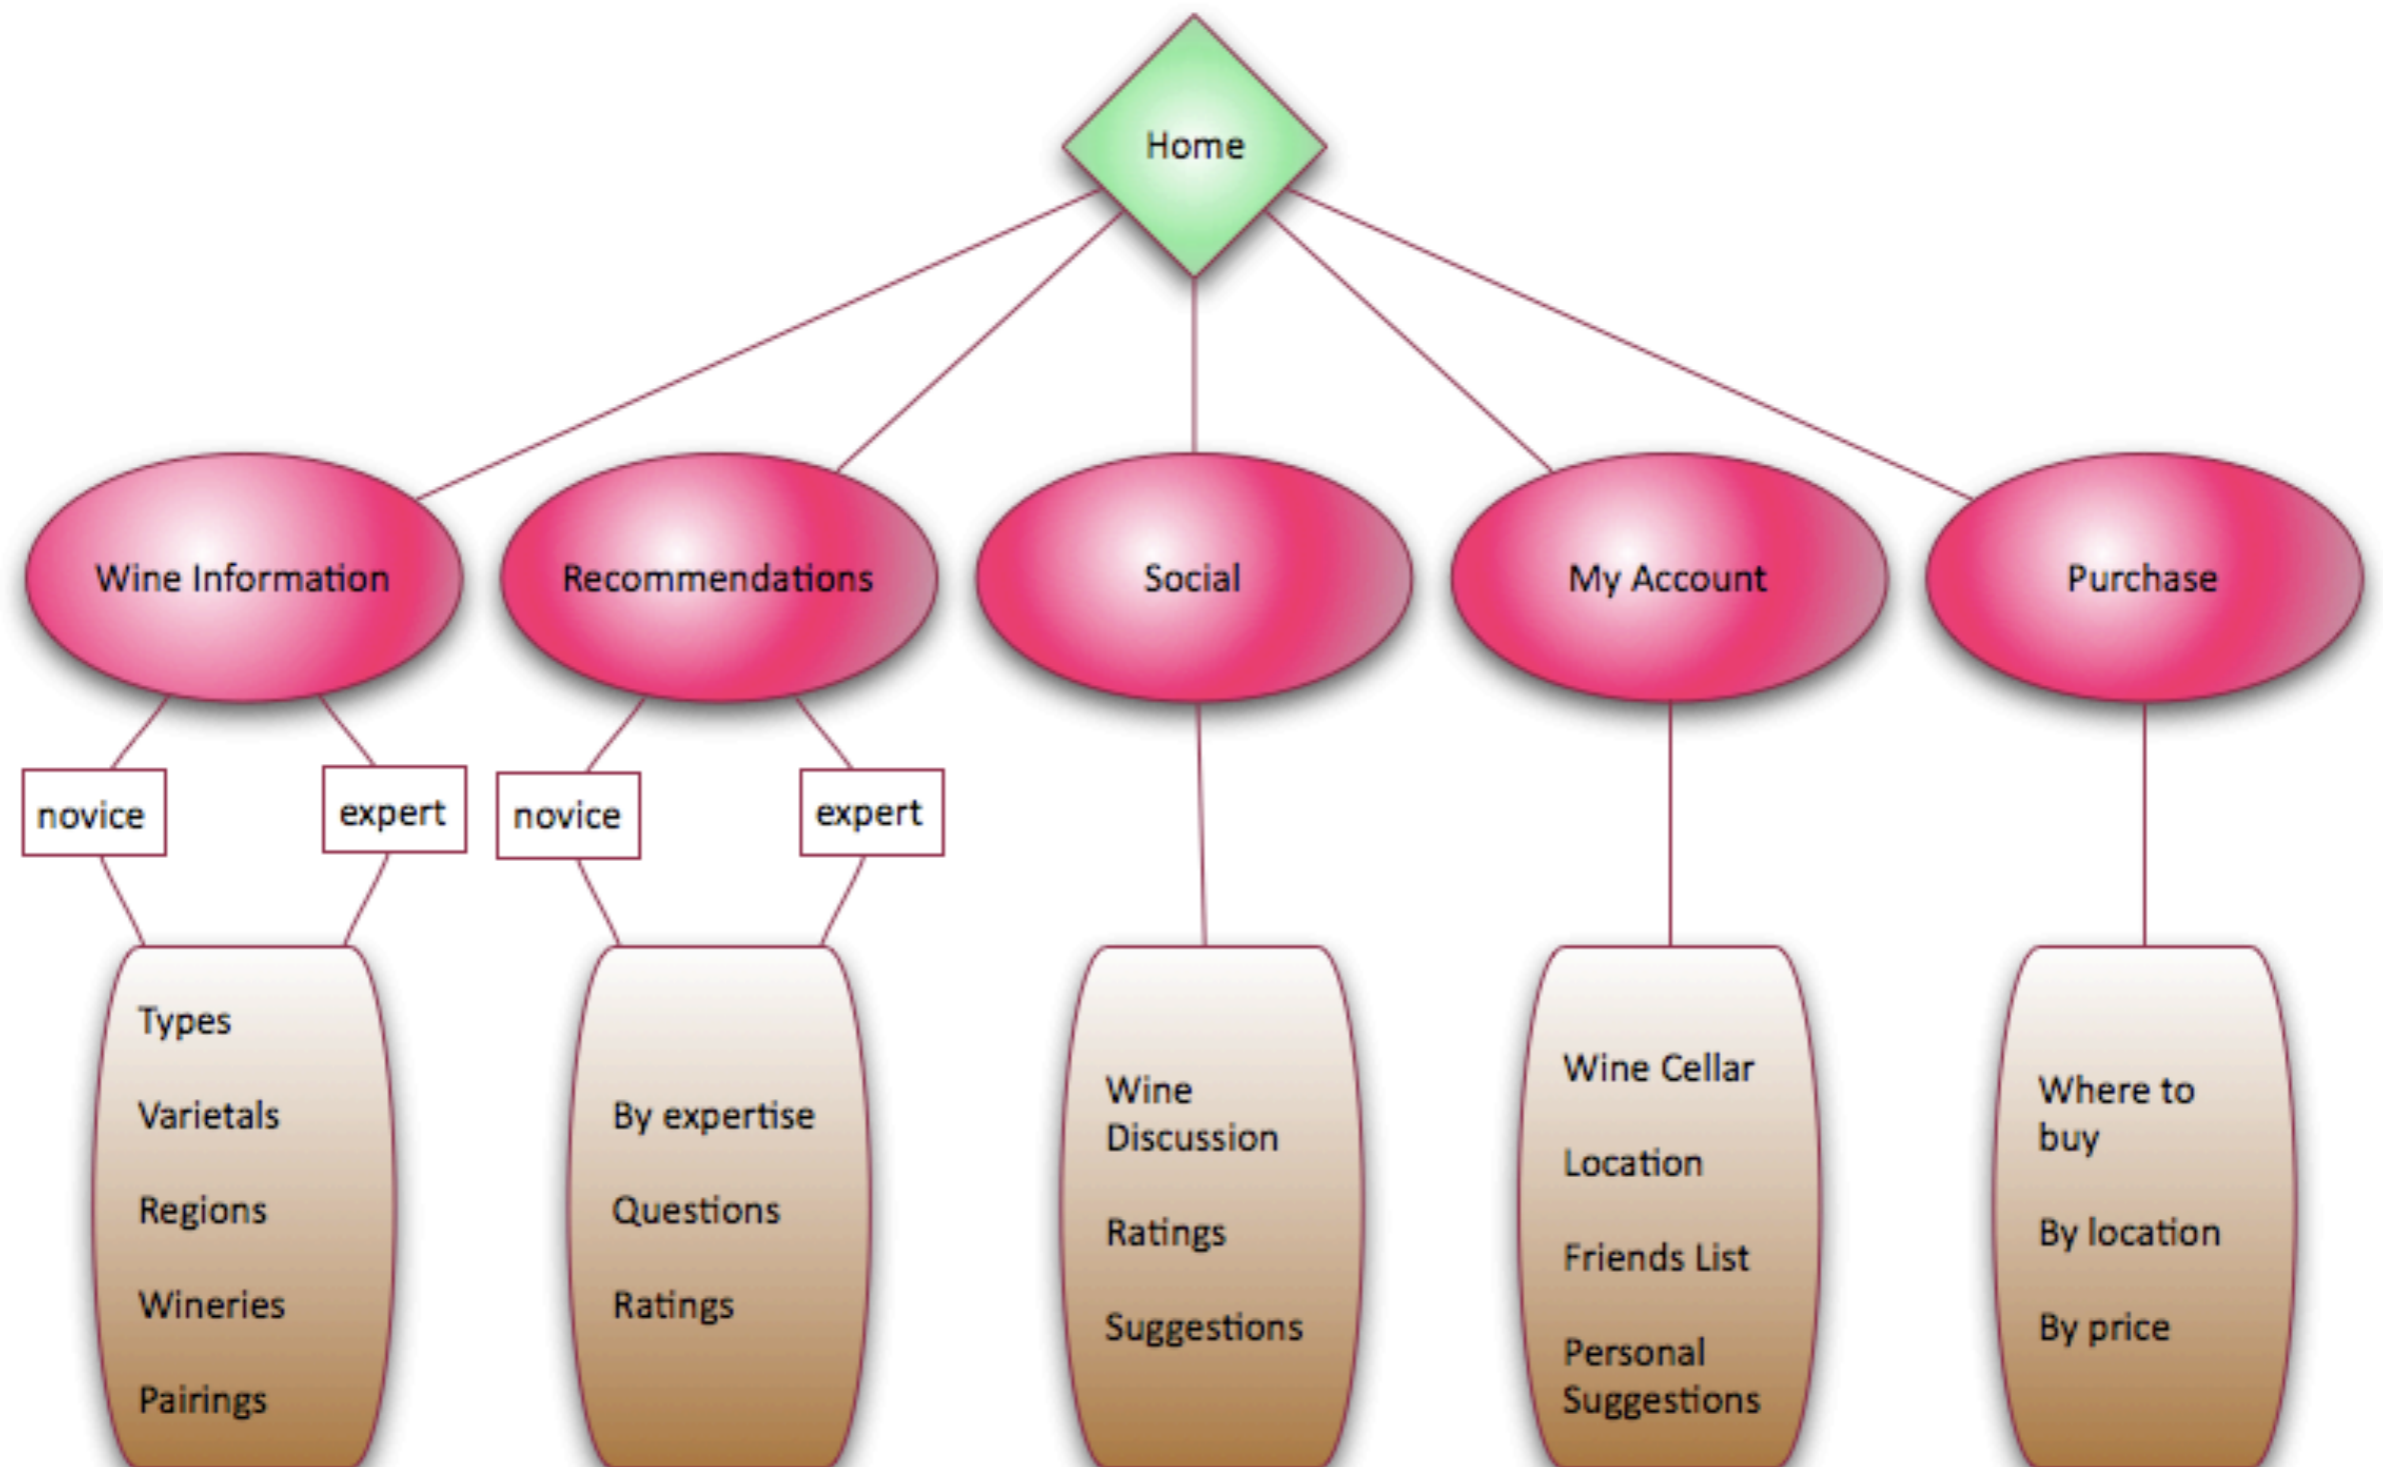 Home
Wine Information
Recommendations
Social
My Account
Purchase
novice
expert
novice
expert
Types
Varietals
Regions
Wineries
Pairings
By expertise
Questions
Ratings
Wine
Discussion
Ratings
Suggestions
Wine Cellar
Location
Friends List
Personal
Suggestions
Where to
buy
By location
By price